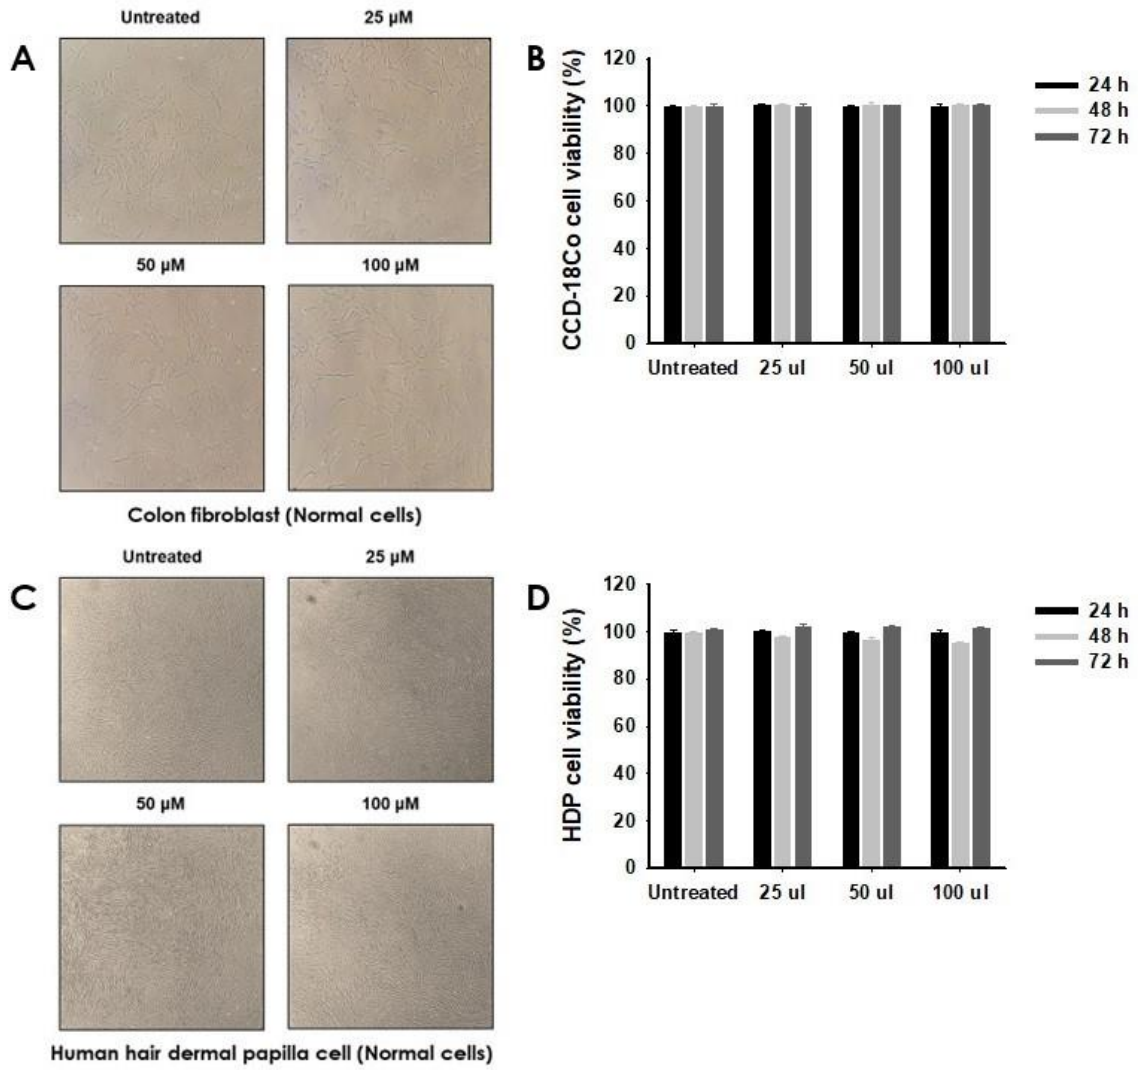 Untreated
25 µM
A
50 µM
100 µM
Colon fibroblast (Normal cells)
B
CCD-18Co cell viability (%)
120
100
80
60
40
20
0
Untreated 25 ul 50 ul 100 ul
24 h
48 h
72 h
Untreated
25 µM
C
50 µM
100 µM
Human hair dermal papilla cell (Normal cells)
D
HDP cell viability (%)
120
100
80
60
40
20
0
Untreated 25 ul 50 ul 100 ul
24 h
48 h
72 h